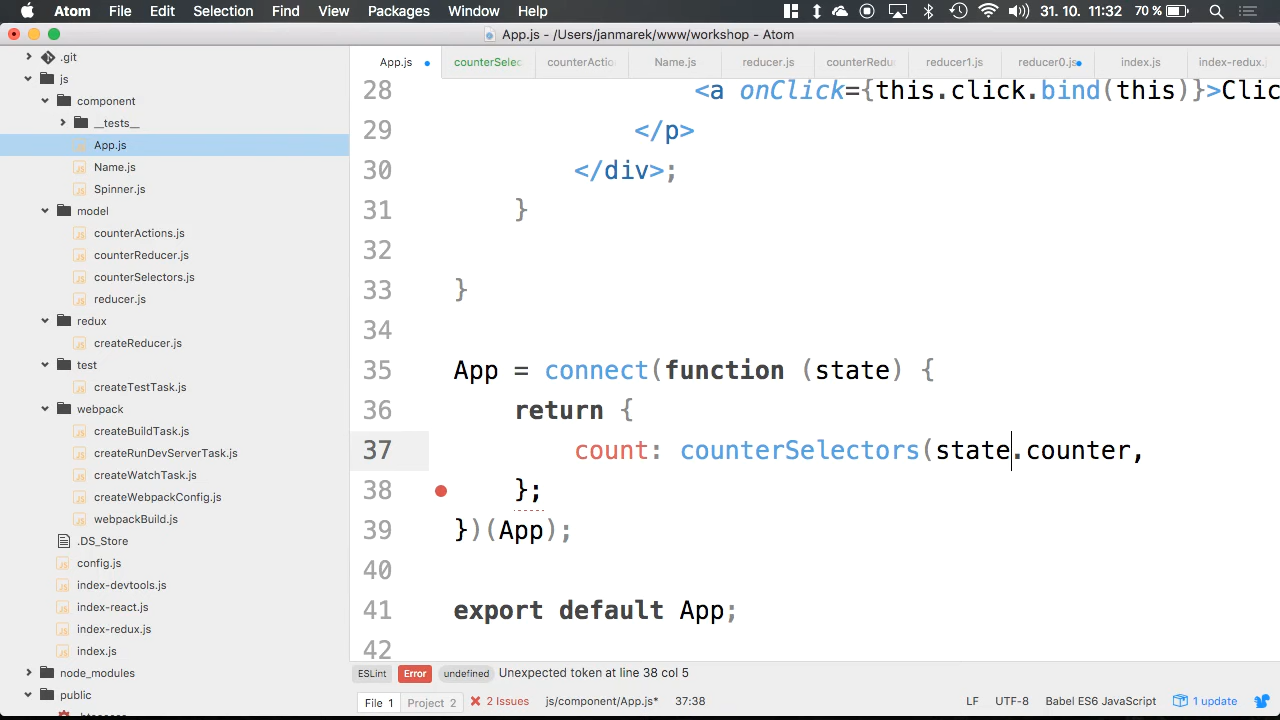 Atom File Edit Selection Find View Packages Window Help 31. 10. 11:32 70 %
App.js - /Users/janmarek/www/workshop - Atom
.git
js
component
__tests__
App.js
Name.js
Spinner.js
model
counterActions.js
counterReducer.js
counterSelectors.js
reducer.js
redux
createReducer.js
test
createTestTask.js
webpack
createBuildTask.js
createRunDevServerTask.js
createWatchTask.js
createWebpackConfig.js
webpackBuild.js
.DS_Store
config.js
index-devtools.js
index-react.js
index-redux.js
index.js
node_modules
public
App.js counterSelec counterActio Name.js reducer.js counterRedu reducer1.js reducer0.js index.js index-redux.j
28 <a onClick={this.click.bind(this)}>Clic
29 </p>
30 </div>;
31 }
32
33 }
34
35 App = connect(function (state) {
36 return {
37 count: counterSelectors(state.counter,
38 };
39 })(App);
40
41 export default App;
42
ESLint Error undefined Unexpected token at line 38 col 5
File 1 Project 2 2 Issues js/component/App.js* 37:38 LF UTF-8 Babel ES6 JavaScript 1 update